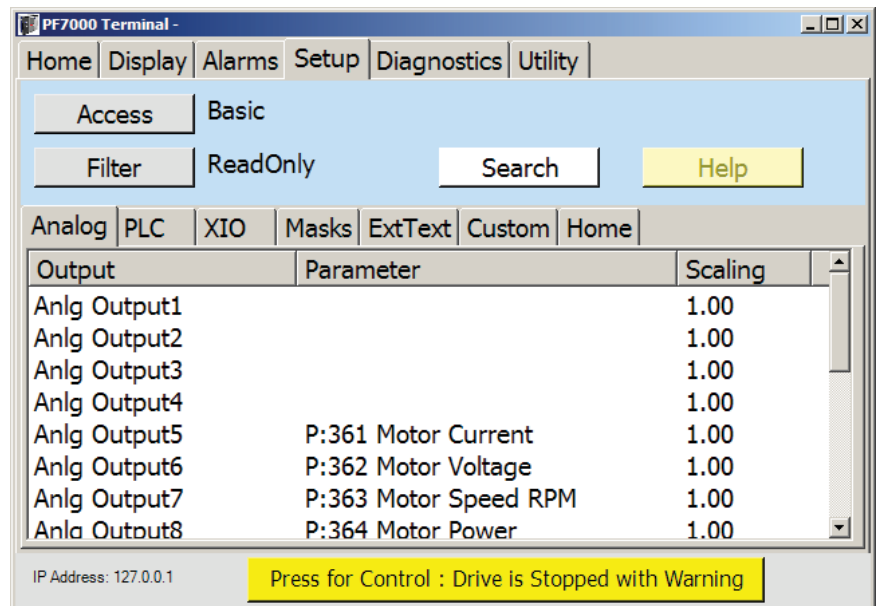 PF7000 Terminal -
Home Display Alarms Setup Diagnostics Utility
Access Basic
Filter ReadOnly Search Help
Analog PLC XIO Masks ExtText Custom Home
Output Parameter Scaling
Anlg Output1 1.00
Anlg Output2 1.00
Anlg Output3 1.00
Anlg Output4 1.00
Anlg Output5 P:361 Motor Current 1.00
Anlg Output6 P:362 Motor Voltage 1.00
Anlg Output7 P:363 Motor Speed RPM 1.00
Anlg Output8 P:364 Motor Power 1.00
IP Address: 127.0.0.1 Press for Control : Drive is Stopped with Warning